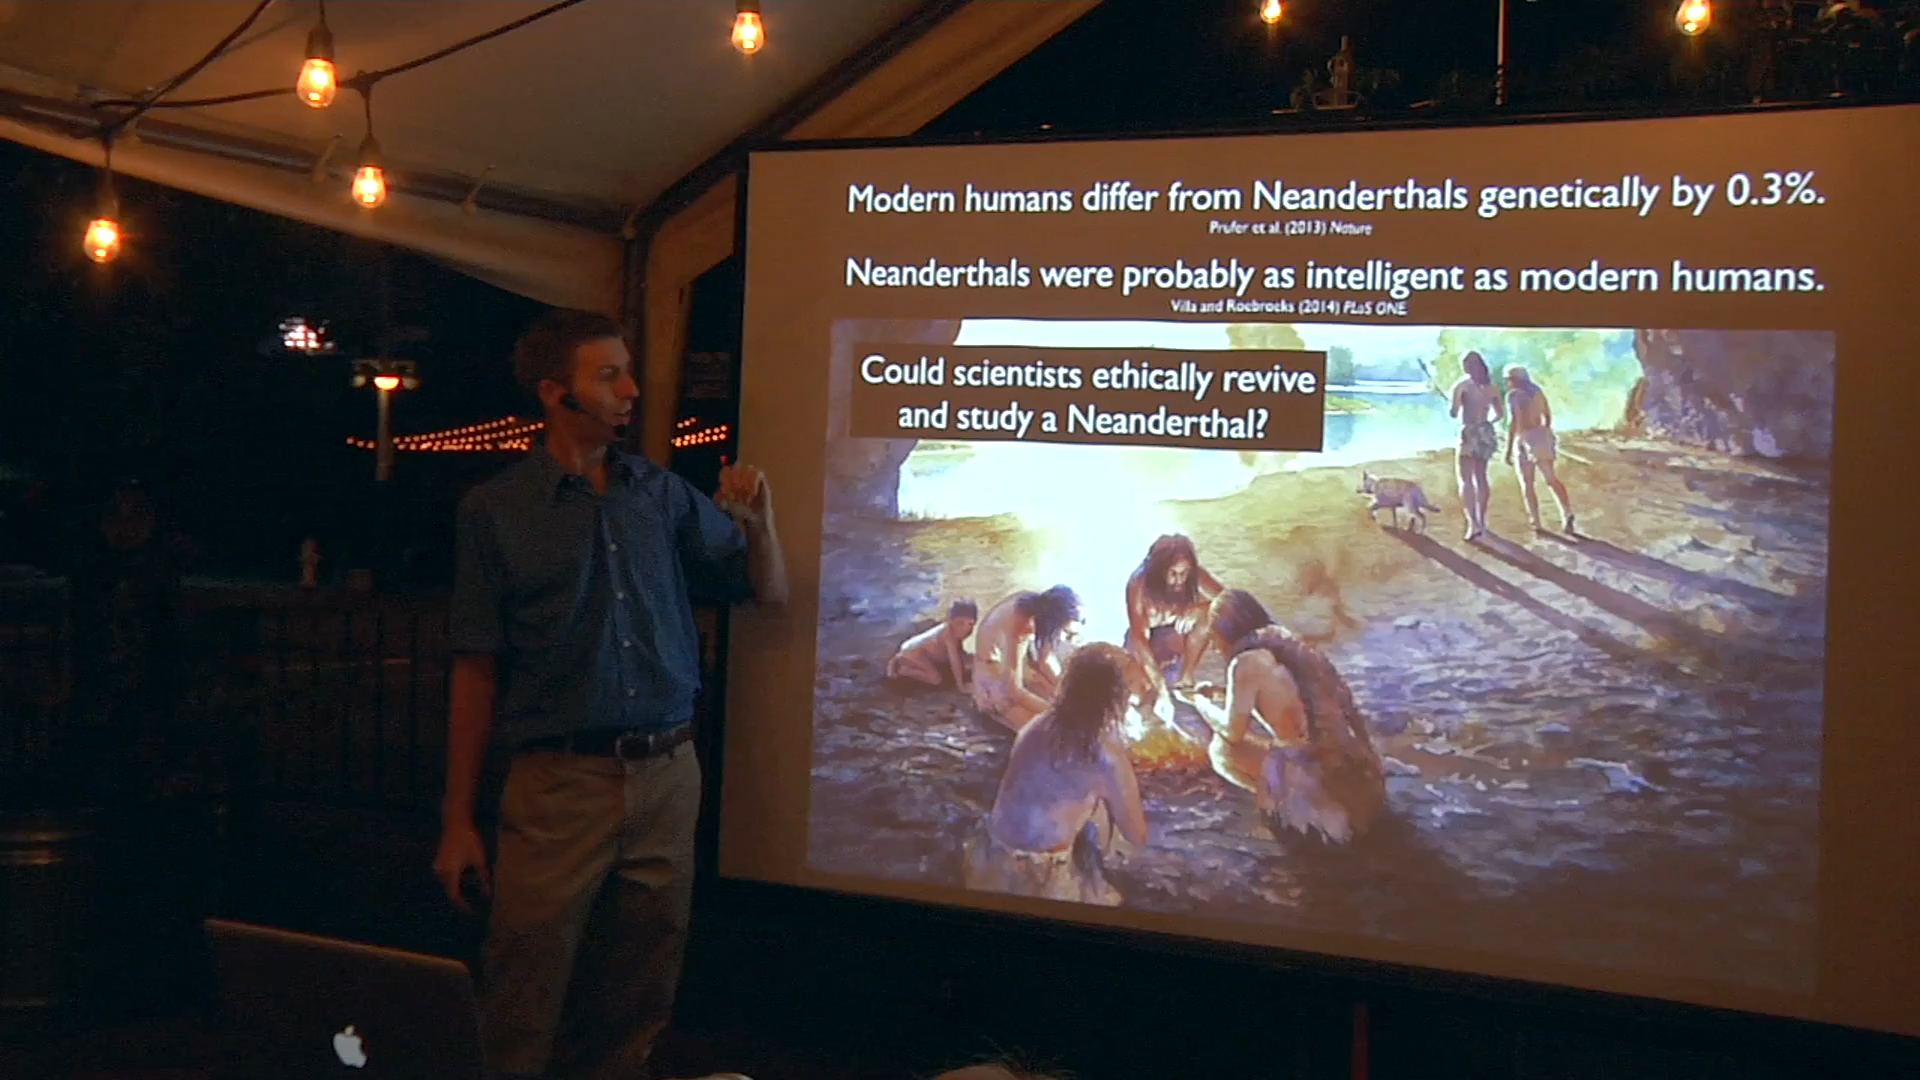 Modern humans differ from Neanderthals genetically by 0.3%.
Prufer et al. (2013) Nature
Neanderthals were probably as intelligent as modern humans.
Villa and Roebrocks (2014) PLoS ONE
Could scientists ethically revive
and study a Neanderthal?